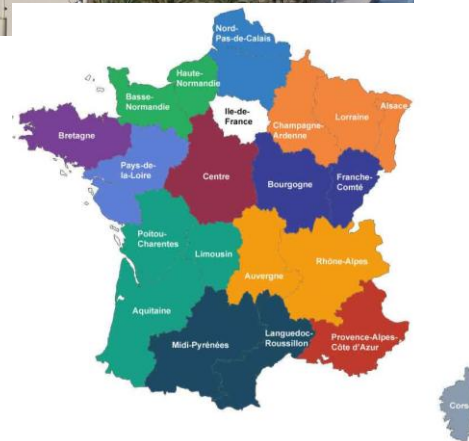 Nord-
Pas-de-Calais
Haute-
Normandie
Basse-
Normandie
Ile-de-
France
Champagne-
Ardenne
Lorraine
Alsace
Bretagne
Pays-de-
la-Loire
Centre
Bourgogne
Franche-
Comté
Poitou-
Charentes
Limousin
Auvergne
Rhône-Alpes
Aquitaine
Midi-Pyrénées
Languedoc-
Roussillon
Provence-Alpes-
Côte d'Azur
Cors